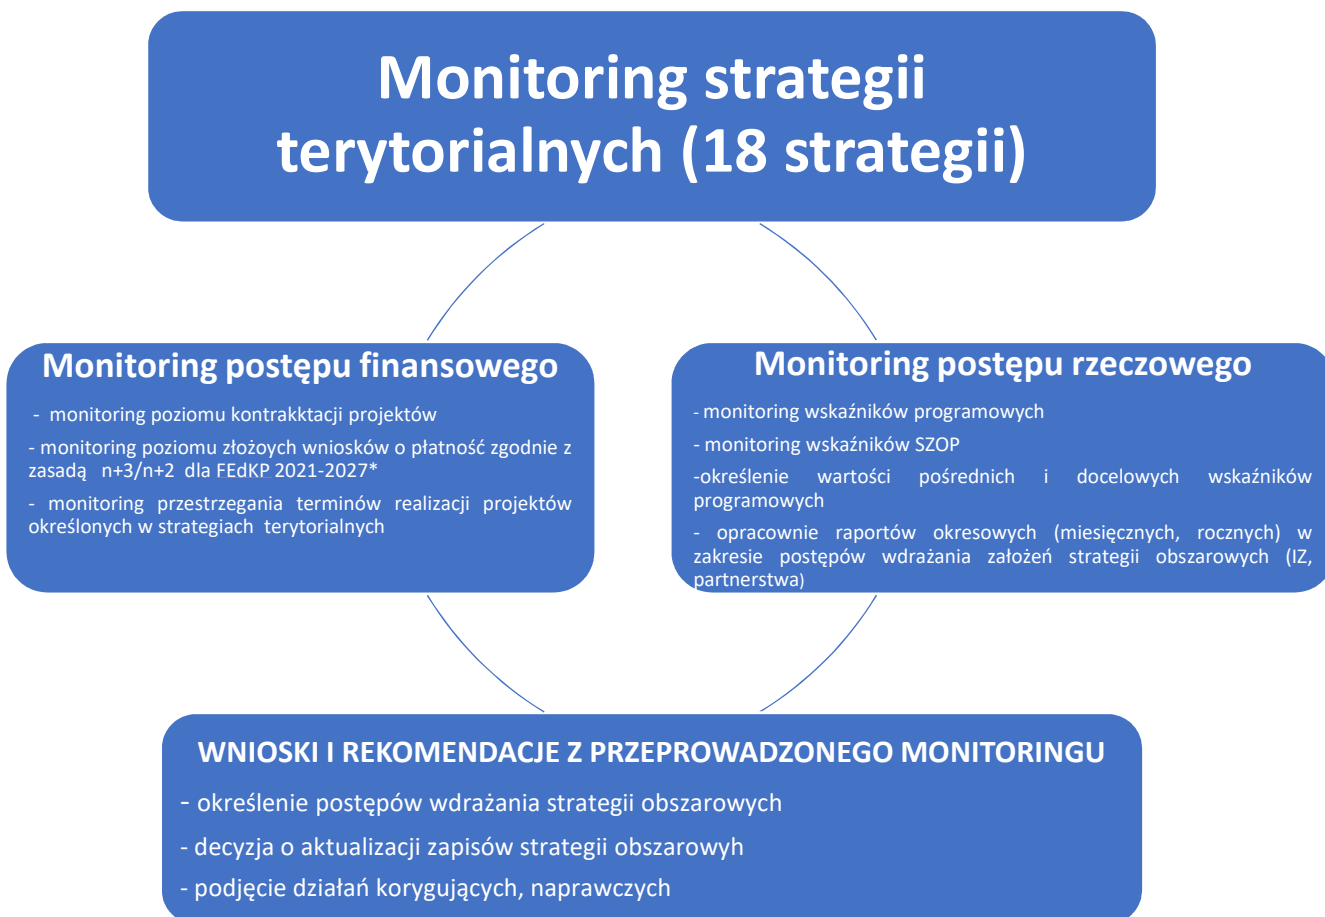 Monitoring strategii
terytorialnych (18 strategii)
Monitoring postępu finansowego
- monitoring poziomu kontrakktacji projektów
- monitoring poziomu złożoych wniosków o płatność zgodnie z
zasadą n+3/n+2 dla FEdKP 2021-2027*
- monitoring przestrzegania terminów realizacji projektów
określonych w strategiach terytorialnych
Monitoring postępu rzeczowego
- monitoring wskaźników programowych
- monitoring wskaźników SZOP
-określenie wartości pośrednich i docelowych wskaźników
programowych
- opracownie raportów okresowych (miesięcznych, rocznych) w
zakresie postępów wdrażania założeń strategii obszarowych (IZ,
partnerstwa)
WNIOSKI I REKOMENDACJE Z PRZEPROWADZONEGO MONITORINGU
- określenie postępów wdrażania strategii obszarowych
- decyzja o aktualizacji zapisów strategii obszarowyh
- podjęcie działań korygujących, naprawczych